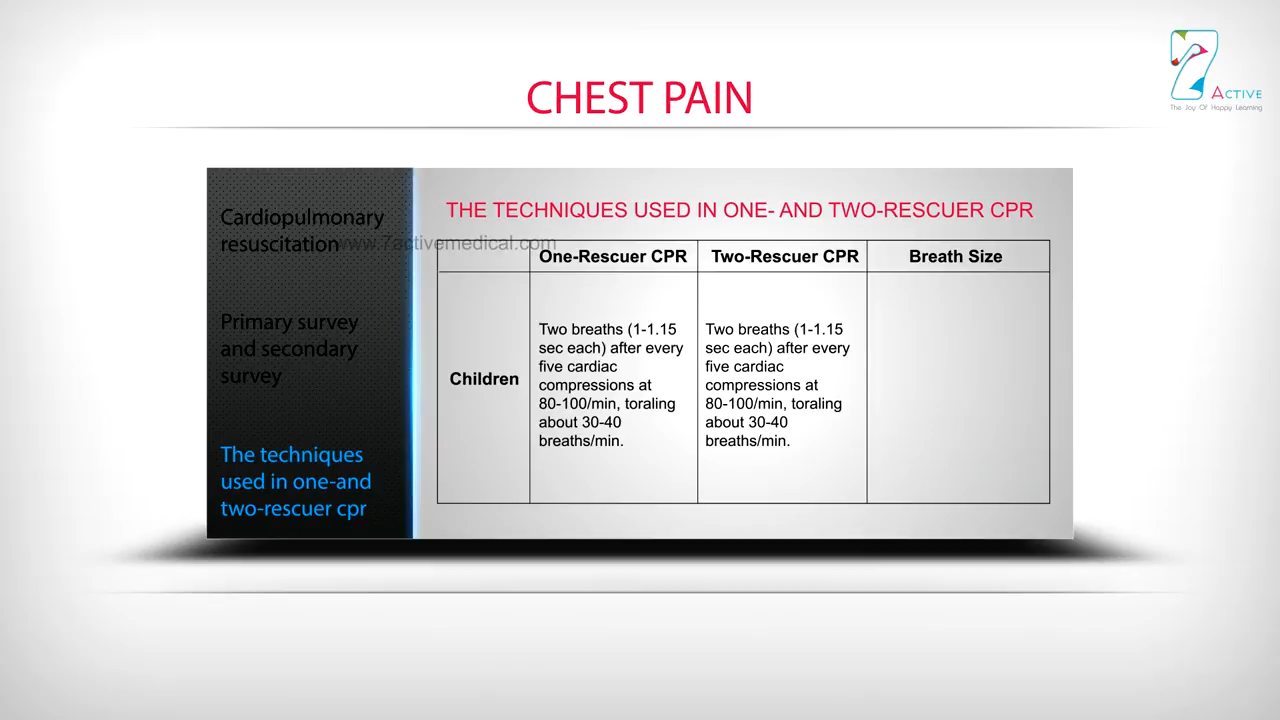 CHEST PAIN
7 ACTIVE
The Joy Of Happy Learning
Cardiopulmonary
resuscitation
www.7activemedical.com
Primary survey
and secondary
survey
The techniques
used in one-and
two-rescuer cpr
THE TECHNIQUES USED IN ONE- AND TWO-RESCUER CPR
One-Rescuer CPR
Two-Rescuer CPR
Breath Size
Children
Two breaths (1-1.15
sec each) after every
five cardiac
compressions at
80-100/min, toraling
about 30-40
breaths/min.
Two breaths (1-1.15
sec each) after every
five cardiac
compressions at
80-100/min, toraling
about 30-40
breaths/min.